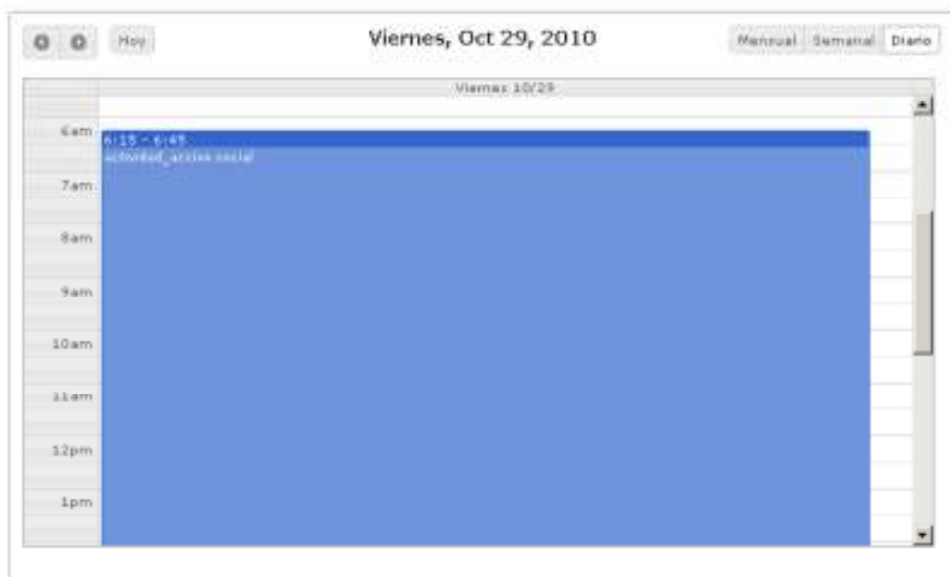 Hoy
Viernes, Oct 29, 2010
Mensual Semanal Diario
Viernes 10/29
6am
6:15 - 6:45
actividad_accion social
7am
8am
9am
10am
11am
12pm
1pm